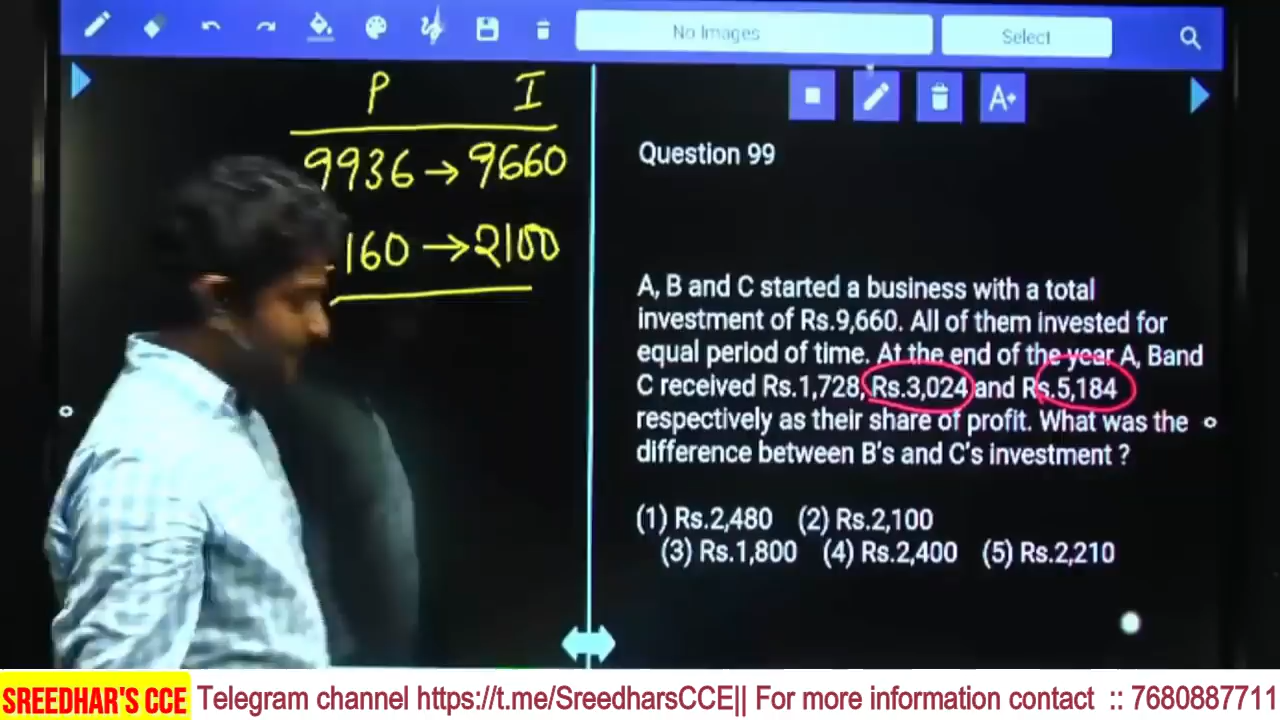 No Images
Select
P I
9936 → 9660
160 → 2100
A+
Question 99
A, B and C started a business with a total
investment of Rs.9,660. All of them invested for
equal period of time. At the end of the year A, Band
C received Rs.1,728, Rs.3,024 and Rs.5,184
respectively as their share of profit. What was the
difference between B's and C's investment ?
(1) Rs.2,480 (2) Rs.2,100
(3) Rs.1,800 (4) Rs.2,400 (5) Rs.2,210
SREEDHAR'S CCE Telegram channel https://t.me/SreedharsCCE|| For more information contact :: 7680887711